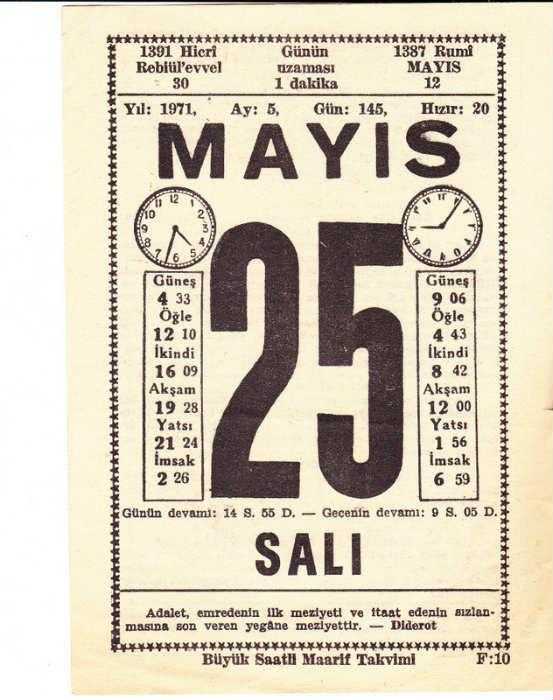 1391 Hicrî Günün 1387 Rumî
Rebiül'evvel uzaması MAYIS
30 1 dakika 12
Yıl: 1971, Ay: 5, Gün: 145, Hızır: 20
MAYIS
25
Güneş
4 33
Öğle
12 10
İkindi
16 09
Akşam
19 28
Yatsı
21 24
İmsak
2 26
Güneş
9 06
Öğle
4 43
İkindi
8 42
Akşam
12 00
Yatsı
1 56
İmsak
6 59
Günün devamı: 14 S. 55 D. — Gecenin devamı: 9 S. 05 D.
SALI
Adalet, emredenin ilk meziyeti ve itaat edenin sızlan-
masına son veren yegâne meziyettir. — Diderot
Büyük Saatli Maarif Takvimi F:10